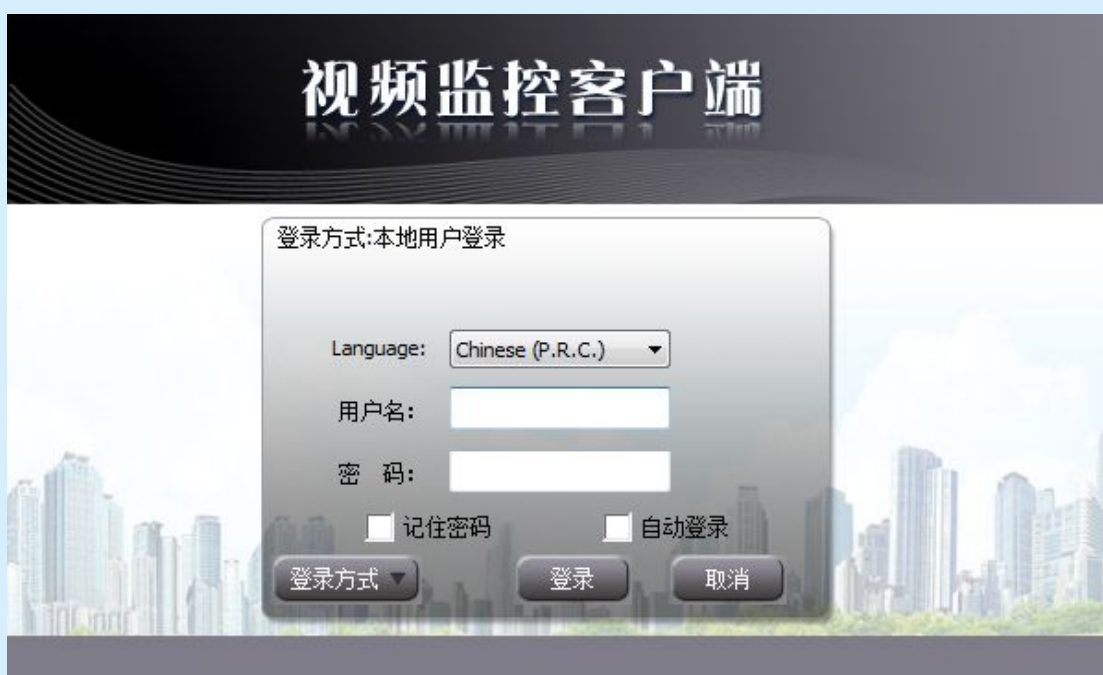 视频监控客户端
登录方式:本地用户登录
Language: Chinese (P.R.C.)
用户名:
密 码:
记住密码 自动登录
登录方式 登录 取消